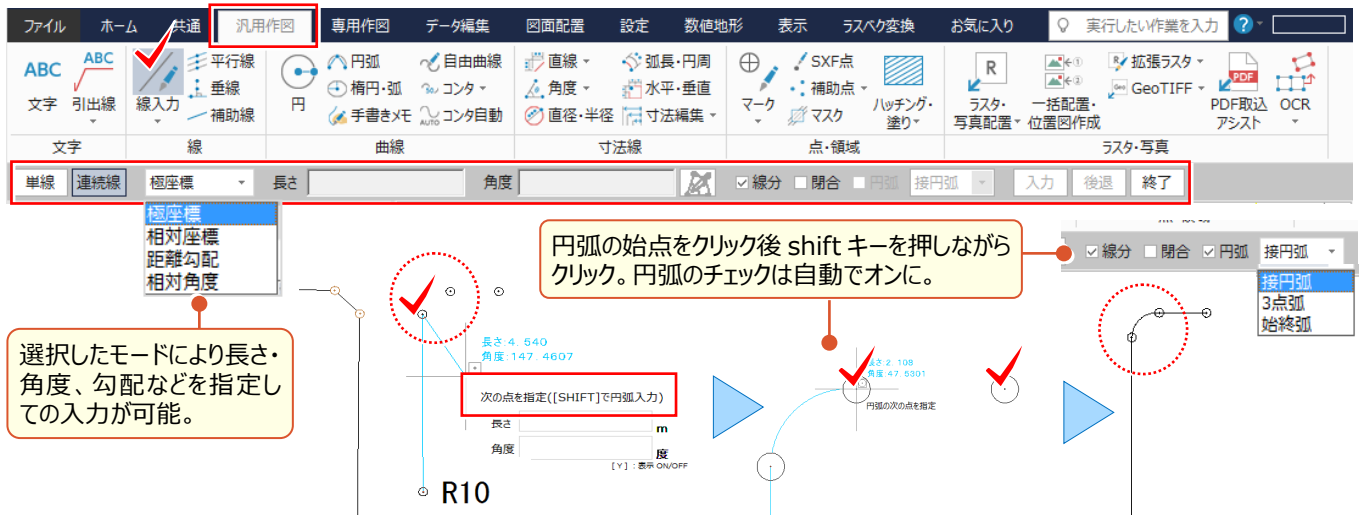 ファイル ホーム 共通 汎用作図 専用作図 データ編集 図面配置 設定 数値地形 表示 ラスベク変換 お気に入り 実行したい作業を入力 ?
ABC 文字
ABC 引出線
文字
線入力
平行線
垂線
補助線
線
円
円弧
楕円・弧
手書きメモ
自由曲線
コンタ
AUTO コンタ自動
曲線
直線
角度
直径・半径
弧長・円周
水平・垂直
寸法編集
寸法線
マーク
SXF点
補助点
マスク
ハッチング・
塗り
点・領域
R
ラスタ・
写真配置
①
②
一括配置・
位置図作成
拡張ラスタ
GeoTIFF
PDF
PDF取込
アシスト
OCR
ラスタ・写真
単線 連続線 極座標 長さ 角度 線分 閉合 円弧 接円弧 入力 後退 終了
極座標
相対座標
距離勾配
相対角度
選択したモードにより長さ・
角度、勾配などを指定し
ての入力が可能。
長さ:4.540
角度:147.4607
次の点を指定([SHIFT]で円弧入力)
長さ m
角度 度
[Y]:表示 ON/OFF
R10
円弧の始点をクリック後 shift キーを押しながら
クリック。円弧のチェックは自動でオンに。
長さ:2.108
角度:47.5301
円弧の次の点を指定
線分 閉合 円弧 接円弧
接円弧
3点弧
始終弧